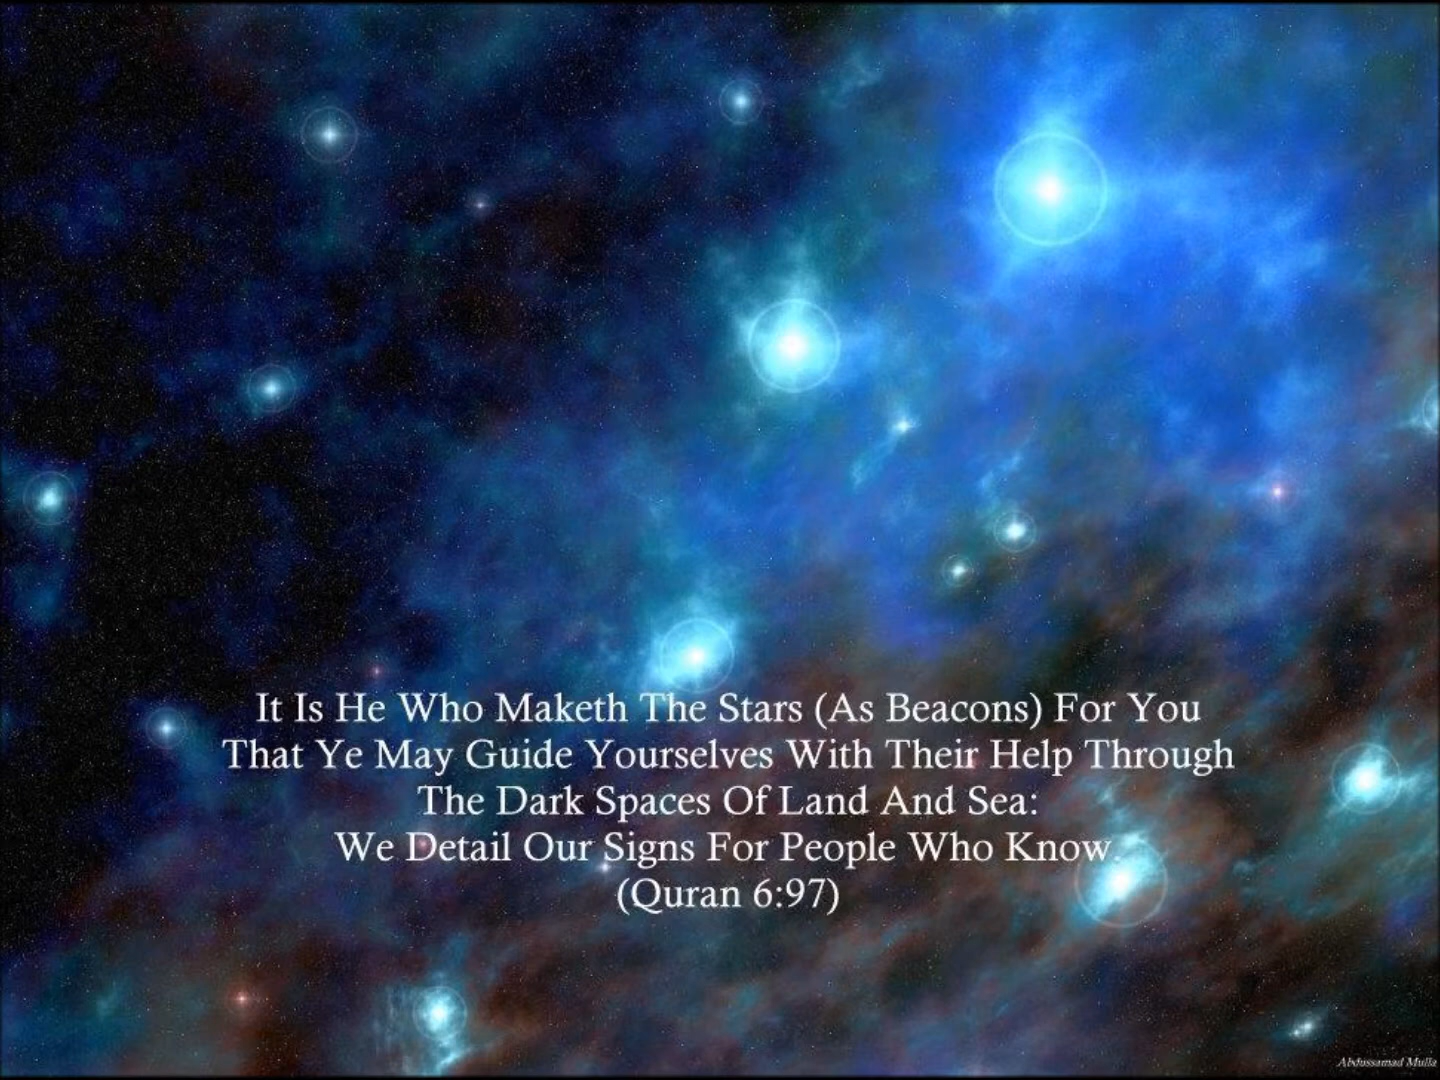 It Is He Who Maketh The Stars (As Beacons) For You
That Ye May Guide Yourselves With Their Help Through
The Dark Spaces Of Land And Sea:
We Detail Our Signs For People Who Know.
(Quran 6:97)
Abdussamad Mulla